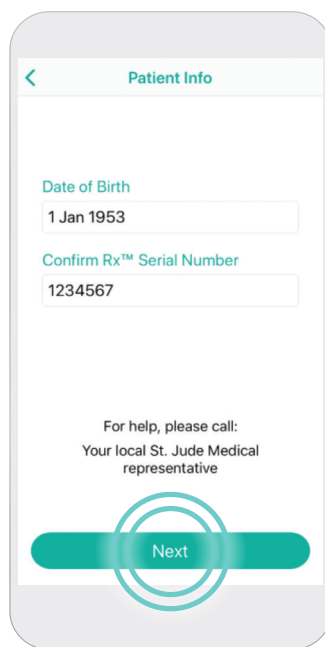 Patient Info
Date of Birth
1 Jan 1953
Confirm Rx™ Serial Number
1234567
For help, please call:
Your local St. Jude Medical
representative
Next